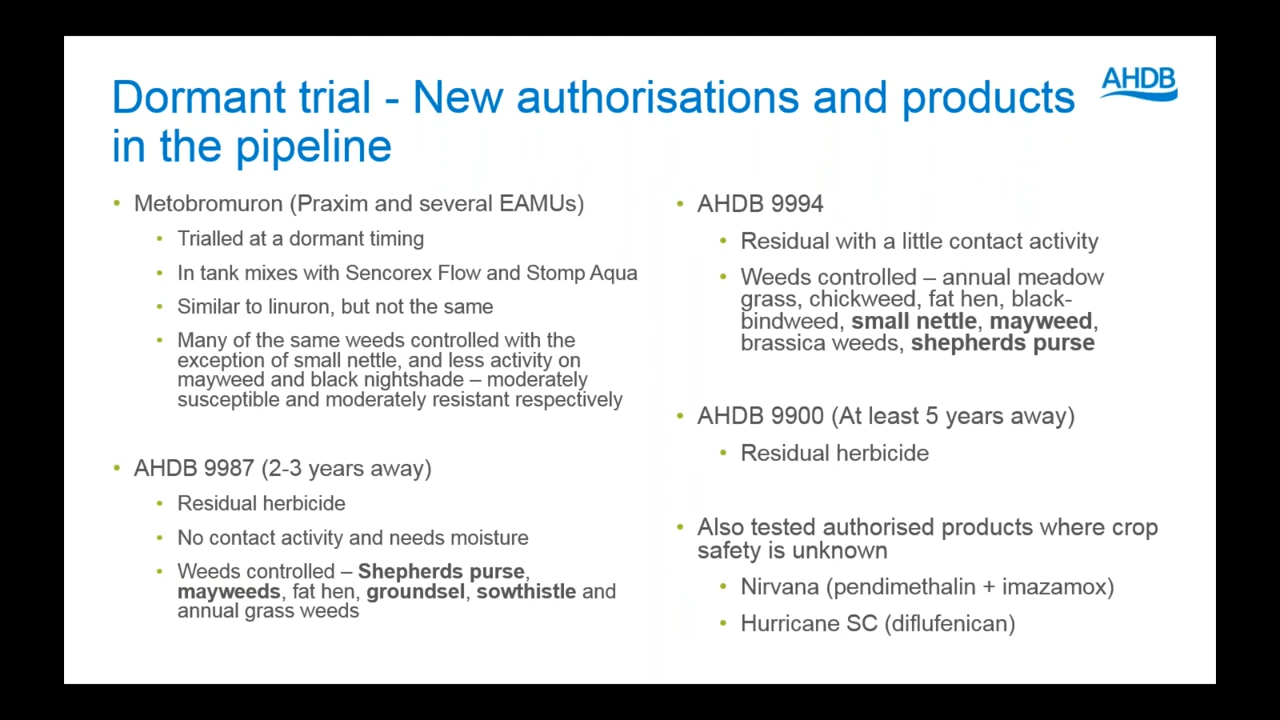 Dormant trial - New authorisations and products
in the pipeline
AHDB
• Metobromuron (Praxim and several EAMUs)
• Trialled at a dormant timing
• In tank mixes with Sencorex Flow and Stomp Aqua
• Similar to linuron, but not the same
• Many of the same weeds controlled with the
exception of small nettle, and less activity on
mayweed and black nightshade – moderately
susceptible and moderately resistant respectively
• AHDB 9987 (2-3 years away)
• Residual herbicide
• No contact activity and needs moisture
• Weeds controlled – Shepherds purse,
mayweeds, fat hen, groundsel, sowthistle and
annual grass weeds
• AHDB 9994
• Residual with a little contact activity
• Weeds controlled – annual meadow
grass, chickweed, fat hen, black-
bindweed, small nettle, mayweed,
brassica weeds, shepherds purse
• AHDB 9900 (At least 5 years away)
• Residual herbicide
• Also tested authorised products where crop
safety is unknown
• Nirvana (pendimethalin + imazamox)
• Hurricane SC (diflufenican)